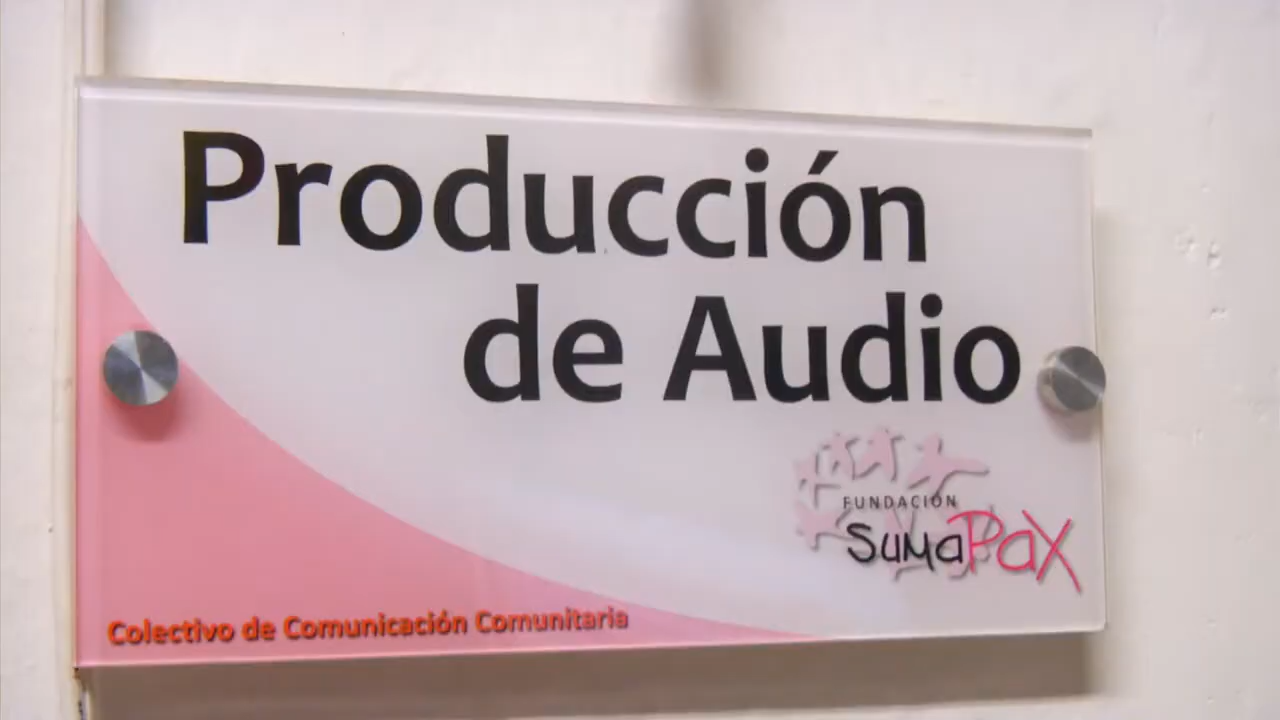 Producción
de Audio
FUNDACIÓN
SumaPaX
Colectivo de Comunicación Comunitaria